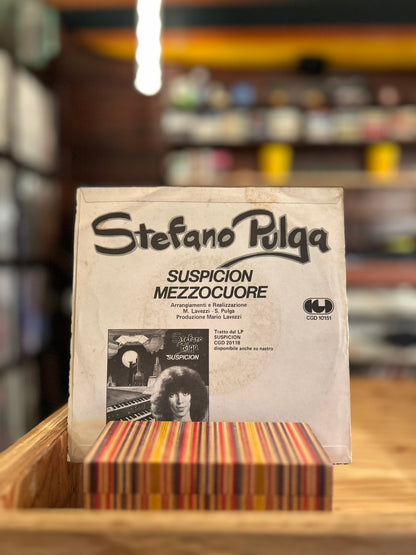 Stefano Pulga
SUSPICION
MEZZOCUORE
Arrangiamenti e Realizzazione
M. Lavezzi - S. Pulga
Produzione Mario Lavezzi
CGD 10151
Tratto dal LP
SUSPICION
CGD 20118
disponibile anche su nastro
Stefano
Pulga
SUSPICION